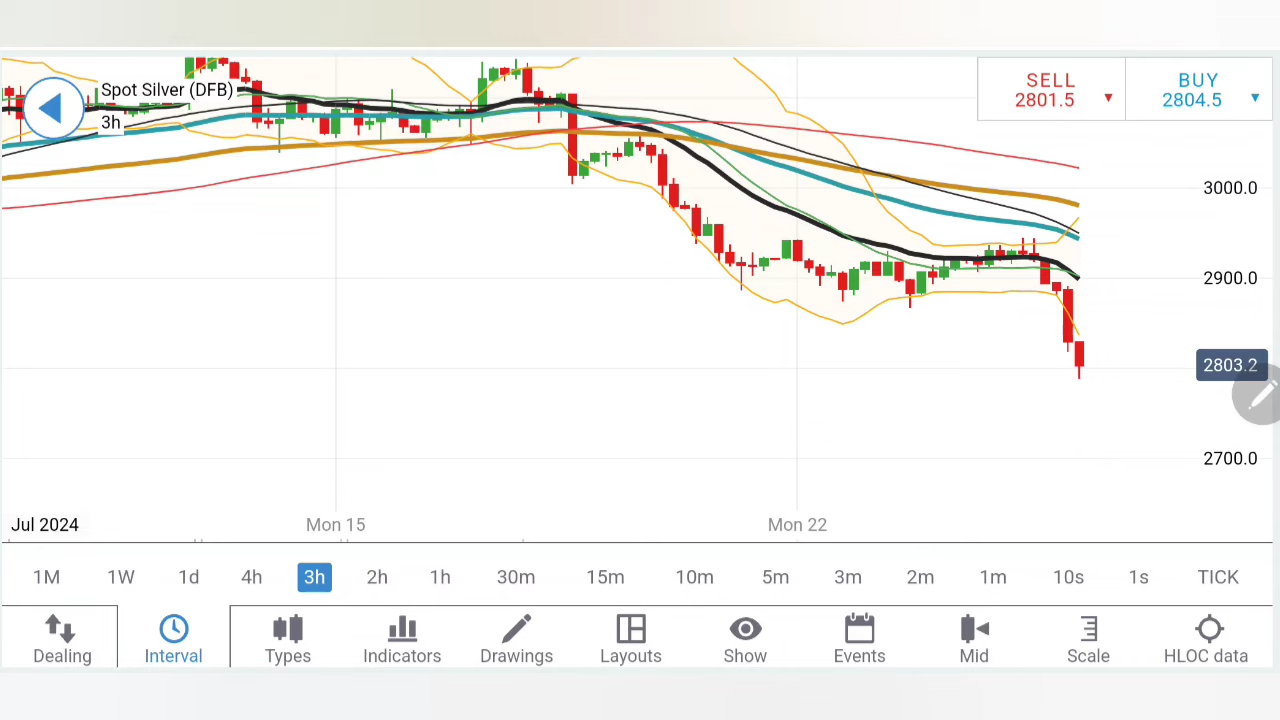 Spot Silver (DFB)
3h
SELL
2801.5
BUY
2804.5
3000.0
2900.0
2803.2
2700.0
Jul 2024
Mon 15
Mon 22
1M 1W 1d 4h 3h 2h 1h 30m 15m 10m 5m 3m 2m 1m 10s 1s TICK
Dealing Interval Types Indicators Drawings Layouts Show Events Mid Scale HLOC data